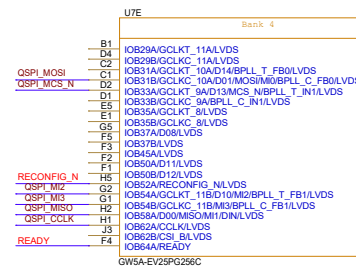 U7E
Bank 4
B1 IOB29A/GCLKT_11A/LVDS
D4 IOB29B/GCLKC_11A/LVDS
C2 IOB31A/GCLKT_10A/D14/BPLL_T_FB0/LVDS
QSPI_MOSI C1 IOB31B/GCLKC_10A/D01/MOSI/MI0/BPLL_C_FB0/LVDS
QSPI_MCS_N D2 IOB33A/GCLKT_9A/D13/MCS_N/BPLL_T_IN1/LVDS
D1 IOB33B/GCLKC_9A/BPLL_C_IN1/LVDS
E5 IOB35A/GCLKT_8/LVDS
E1 IOB35B/GCLKC_8/LVDS
G5 IOB37A/D08/LVDS
F5 IOB37B/LVDS
F3 IOB45A/LVDS
F2 IOB50A/D11/LVDS
F1 IOB50B/D12/LVDS
RECONFIG_N H5 IOB52A/RECONFIG_N/LVDS
QSPI_MI2 G2 IOB54A/GCLKT_11B/D10/MI2/BPLL_T_FB1/LVDS
QSPI_MI3 G1 IOB54B/GCLKC_11B/MI3/BPLL_C_FB1/LVDS
QSPI_MISO H2 IOB58A/D00/MISO/MI1/DIN/LVDS
QSPI_CCLK H1 IOB62A/CCLK/LVDS
J3 IOB62B/CSI_B/LVDS
READY F4 IOB64A/READY
GW5A-EV25PG256C